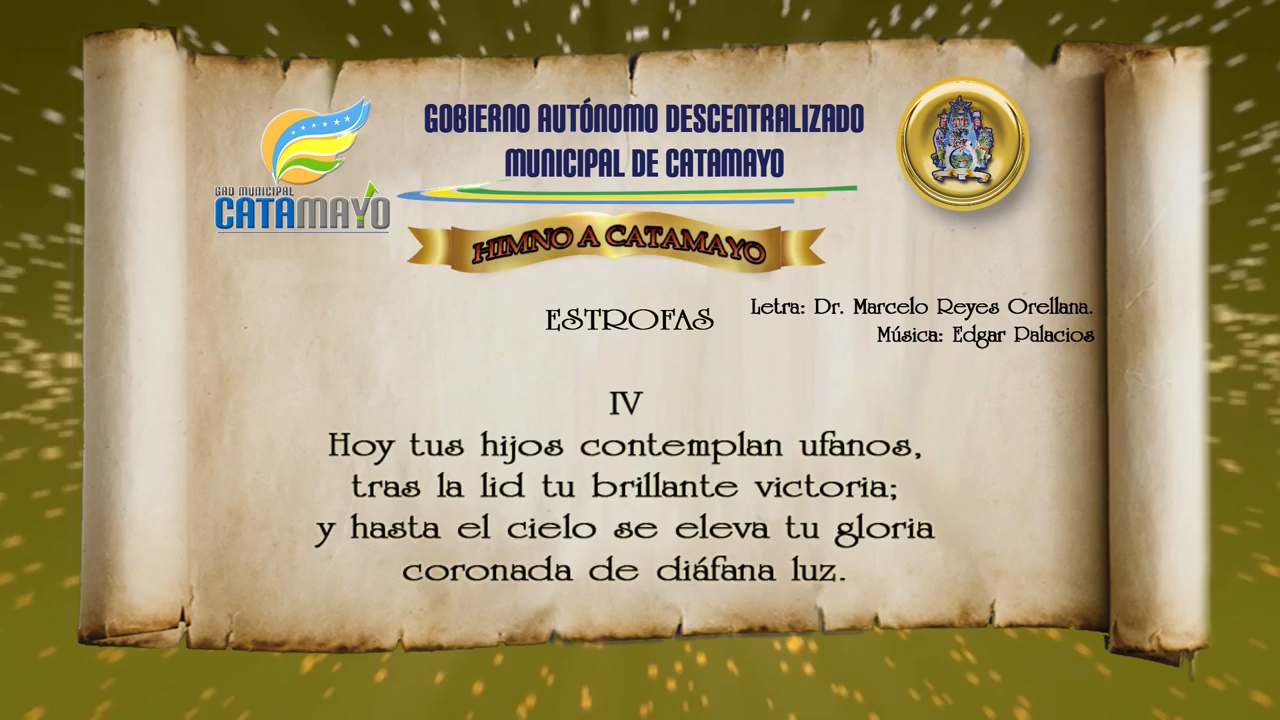 GOBIERNO AUTÓNOMO DESCENTRALIZADO
MUNICIPAL DE CATAMAYO
GAD MUNICIPAL
CATAMAYO
HIMNO A CATAMAYO
ESTROFAS
Letra: Dr. Marcelo Reyes Orellana.
Música: Edgar Palacios
IV
Hoy tus hijos contemplan ufanos,
tras la lid tu brillante victoria;
y hasta el cielo se eleva tu gloria
coronada de diáfana luz.